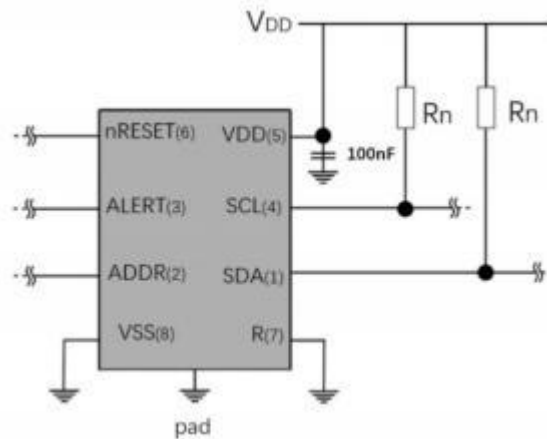 VDD
Rn Rn
nRESET(6) VDD(5) 100nF
ALERT(3) SCL(4)
ADDR(2) SDA(1)
VSS(8) R(7)
pad